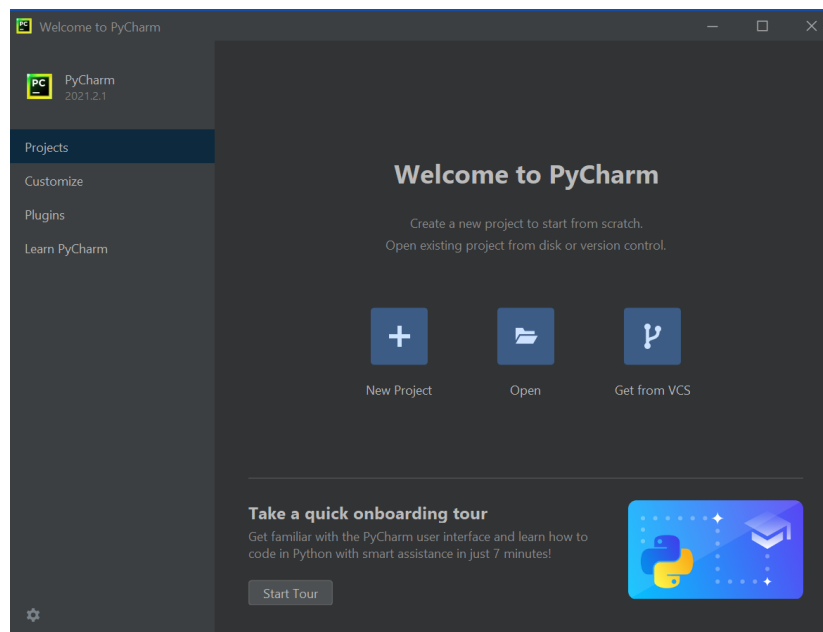 Welcome to PyCharm
PC
PC
PyCharm
2021.2.1
Projects
Customize
Plugins
Learn PyCharm
Welcome to PyCharm
Create a new project to start from scratch.
Open existing project from disk or version control.
New Project
Open
Get from VCS
Take a quick onboarding tour
Get familiar with the PyCharm user interface and learn how to
code in Python with smart assistance in just 7 minutes!
Start Tour